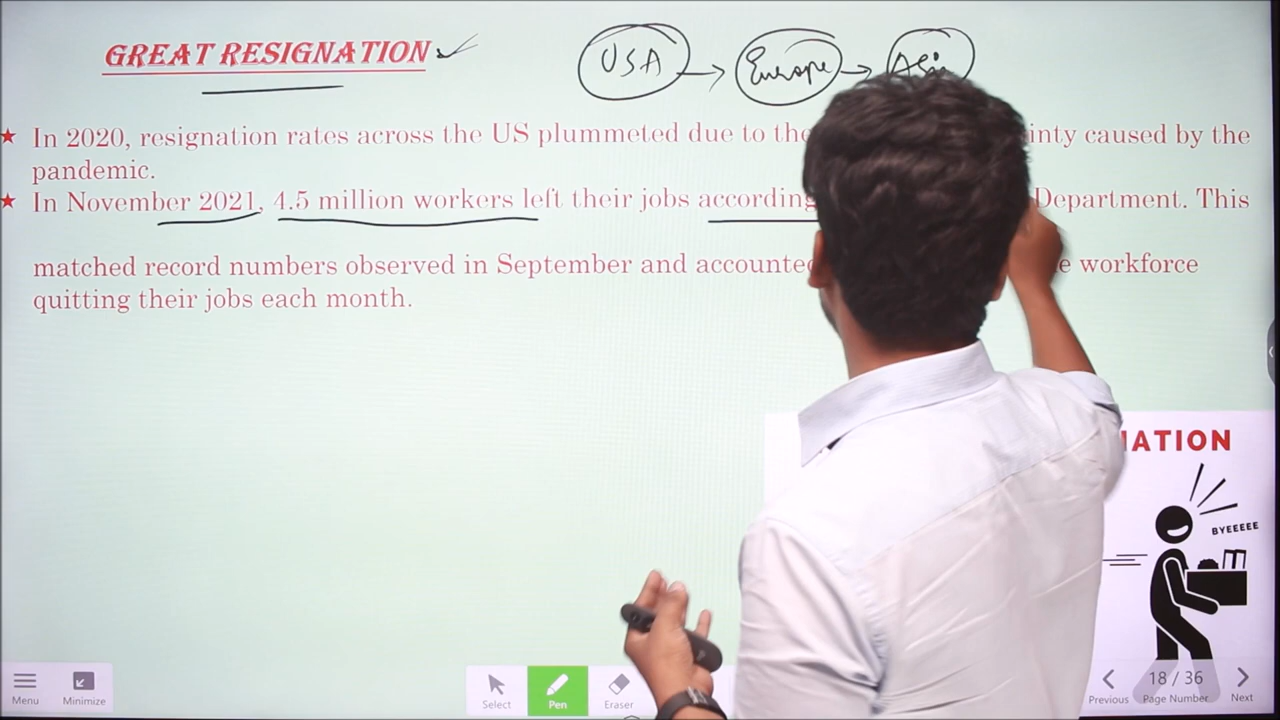 GREAT RESIGNATION
USA → Europe → Asia
★ In 2020, resignation rates across the US plummeted due to the caused by the
pandemic.
★ In November 2021, 4.5 million workers left their jobs according Department. This
matched record numbers observed in September and accounted workforce
quitting their jobs each month.
BYEEEEE
Menu
Minimize
Select
Pen
Eraser
Previous
18 / 36
Page Number
Next